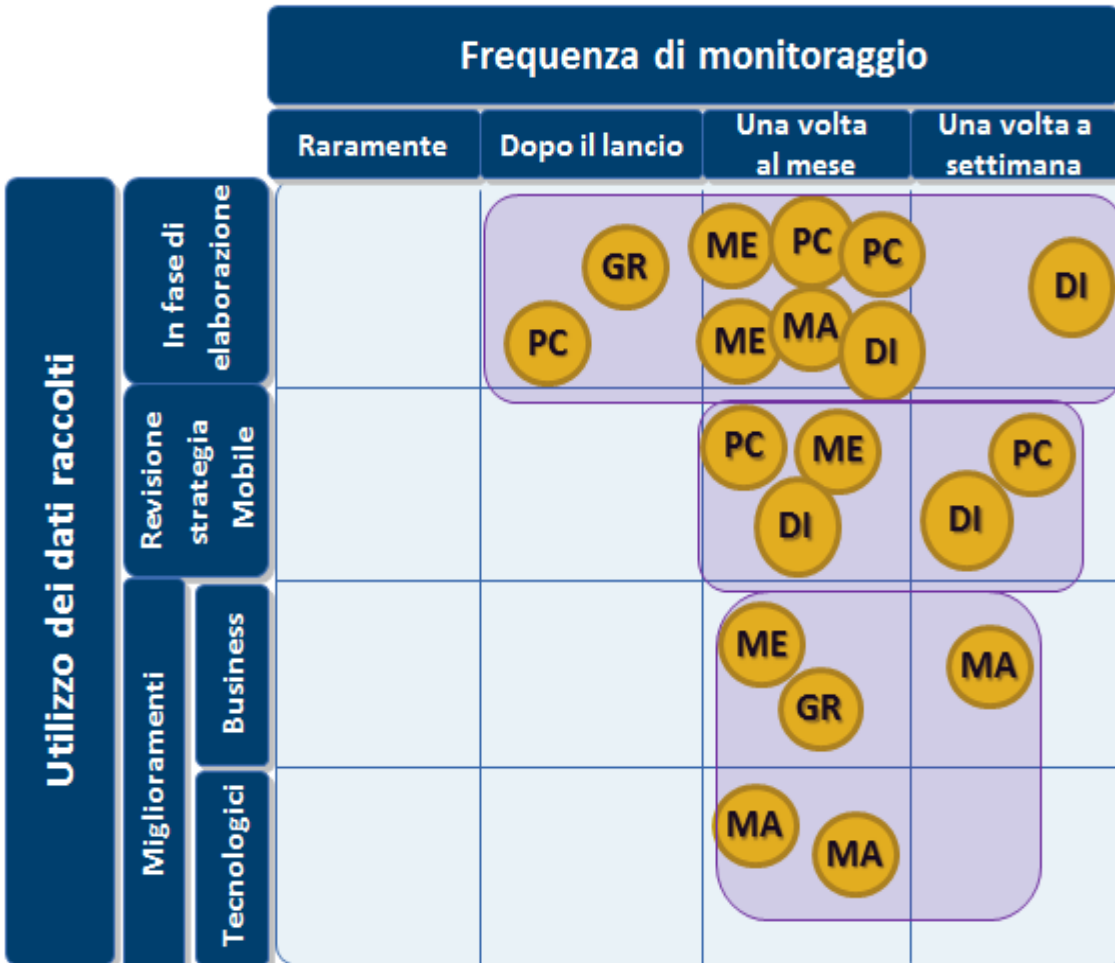 Frequenza di monitoraggio
Raramente
Dopo il lancio
Una volta
al mese
Una volta a
settimana
Utilizzo dei dati raccolti
In fase di
elaborazione
GR
PC
ME
PC
PC
ME
MA
DI
DI
Revisione
strategia
Mobile
PC
ME
DI
PC
DI
Miglioramenti
Business
ME
GR
MA
Tecnologici
MA
MA